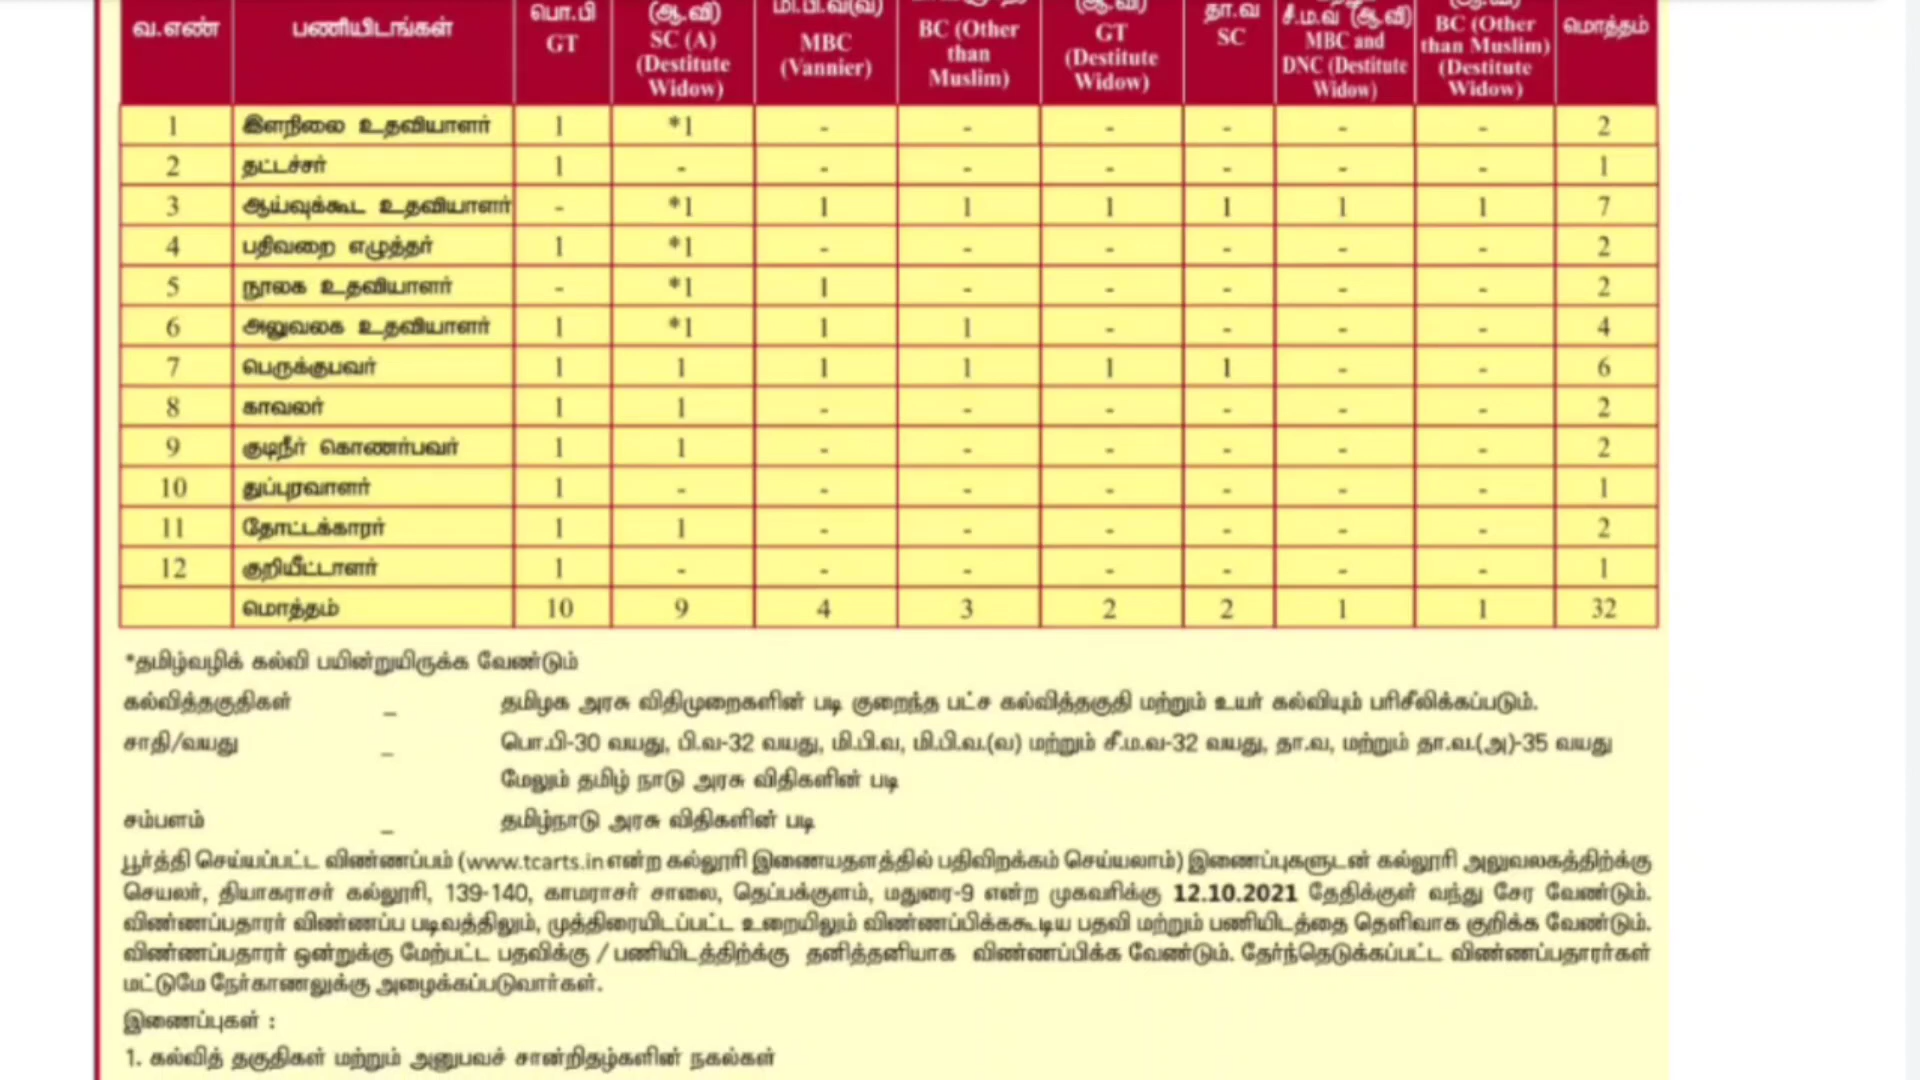 வ.எண் பணியிடங்கள் பொ.பி GT (ஆ.வி) SC (A) (Destitute Widow) மி.பி.வ(வ) MBC (Vannier) BC (Other than Muslim) (ஆ.வி) GT (Destitute Widow) தா.வ SC சீ.ம.வ (ஆ.வி) MBC and DNC (Destitute Widow) (ஆ.வி) BC (Other than Muslim) (Destitute Widow) மொத்தம்
1 இளநிலை உதவியாளர் 1 *1 - - - - - - 2
2 தட்டச்சர் 1 - - - - - - - 1
3 ஆய்வுக்கூட உதவியாளர் - *1 1 1 1 1 1 1 7
4 பதிவறை எழுத்தர் 1 *1 - - - - - - 2
5 நூலக உதவியாளர் - *1 1 - - - - - 2
6 அலுவலக உதவியாளர் 1 *1 1 1 - - - - 4
7 பெருக்குபவர் 1 1 1 1 1 1 - - 6
8 காவலர் 1 1 - - - - - - 2
9 குடிநீர் கொணர்பவர் 1 1 - - - - - - 2
10 துப்புரவாளர் 1 - - - - - - - 1
11 தோட்டக்காரர் 1 1 - - - - - - 2
12 குறியீட்டாளர் 1 - - - - - - - 1
மொத்தம் 10 9 4 3 2 2 1 1 32
*தமிழ்வழிக் கல்வி பயின்றுயிருக்க வேண்டும்
கல்வித்தகுதிகள் – தமிழக அரசு விதிமுறைகளின் படி குறைந்த பட்ச கல்வித்தகுதி மற்றும் உயர் கல்வியும் பரிசீலிக்கப்படும்.
சாதி/வயது – பொ.பி-30 வயது, பி.வ-32 வயது, மி.பி.வ, மி.பி.வ.(வ) மற்றும் சீ.ம.வ-32 வயது, தா.வ, மற்றும் தா.வ.(அ)-35 வயது
மேலும் தமிழ் நாடு அரசு விதிகளின் படி
சம்பளம் – தமிழ்நாடு அரசு விதிகளின் படி
பூர்த்தி செய்யப்பட்ட விண்ணப்பம் (www.tcarts.in என்ற கல்லூரி இணையதளத்தில் பதிவிறக்கம் செய்யலாம்) இணைப்புகளுடன் கல்லூரி அலுவலகத்திற்க்கு
செயலர், தியாகராசர் கல்லூரி, 139-140, காமராசர் சாலை, தெப்பக்குளம், மதுரை-9 என்ற முகவரிக்கு 12.10.2021 தேதிக்குள் வந்து சேர வேண்டும்.
விண்ணப்பதாரர் விண்ணப்ப படிவத்திலும், முத்திரையிடப்பட்ட உறையிலும் விண்ணப்பிக்ககூடிய பதவி மற்றும் பணியிடத்தை தெளிவாக குறிக்க வேண்டும்.
விண்ணப்பதாரர் ஒன்றுக்கு மேற்பட்ட பதவிக்கு / பணியிடத்திற்க்கு தனித்தனியாக விண்ணப்பிக்க வேண்டும். தேர்ந்தெடுக்கப்பட்ட விண்ணப்பதாரர்கள்
மட்டுமே நேர்காணலுக்கு அழைக்கப்படுவார்கள்.
இணைப்புகள் :
1. கல்வித் தகுதிகள் மற்றும் அனுபவச் சான்றிதழ்களின் நகல்கள்